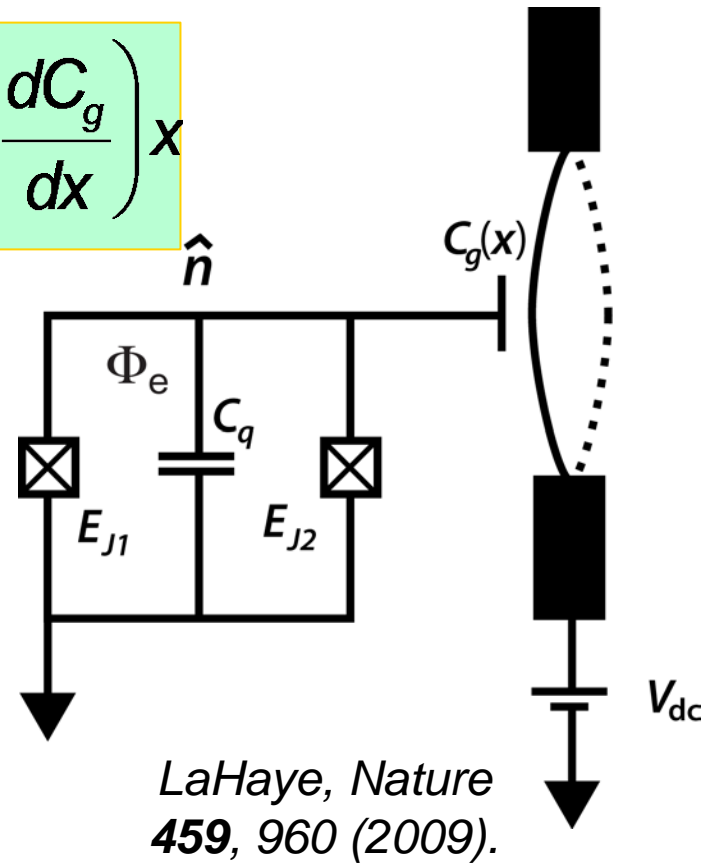 dC_g/dx ) x
n̂
C_g(x)
Φ_e
C_q
E_J1
E_J2
V_dc
LaHaye, Nature
459, 960 (2009).